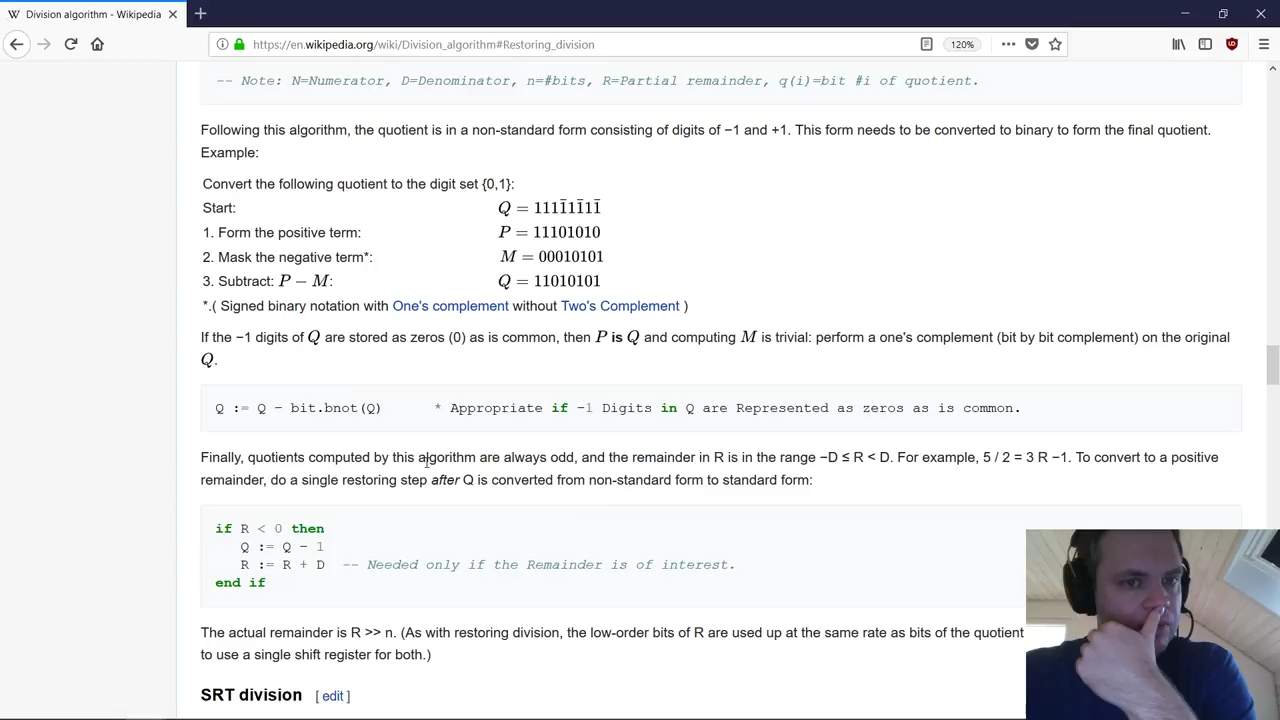 Division algorithm - Wikipedia
https://en.wikipedia.org/wiki/Division_algorithm#Restoring_division
120%
-- Note: N=Numerator, D=Denominator, n=#bits, R=Partial remainder, q(i)=bit #i of quotient.
Following this algorithm, the quotient is in a non-standard form consisting of digits of −1 and +1. This form needs to be converted to binary to form the final quotient.
Example:
Convert the following quotient to the digit set {0,1}:
Start: Q = 1111̄11̄11̄
1. Form the positive term: P = 11101010
2. Mask the negative term*: M = 00010101
3. Subtract: P − M: Q = 11010101
*.( Signed binary notation with One's complement without Two's Complement )
If the −1 digits of Q are stored as zeros (0) as is common, then P is Q and computing M is trivial: perform a one's complement (bit by bit complement) on the original
Q.
Q := Q − bit.bnot(Q) * Appropriate if −1 Digits in Q are Represented as zeros as is common.
Finally, quotients computed by this algorithm are always odd, and the remainder in R is in the range −D ≤ R < D. For example, 5 / 2 = 3 R −1. To convert to a positive
remainder, do a single restoring step after Q is converted from non-standard form to standard form:
if R < 0 then
Q := Q − 1
R := R + D -- Needed only if the Remainder is of interest.
end if
The actual remainder is R >> n. (As with restoring division, the low-order bits of R are used up at the same rate as bits of the quotient
to use a single shift register for both.)
SRT division [ edit ]